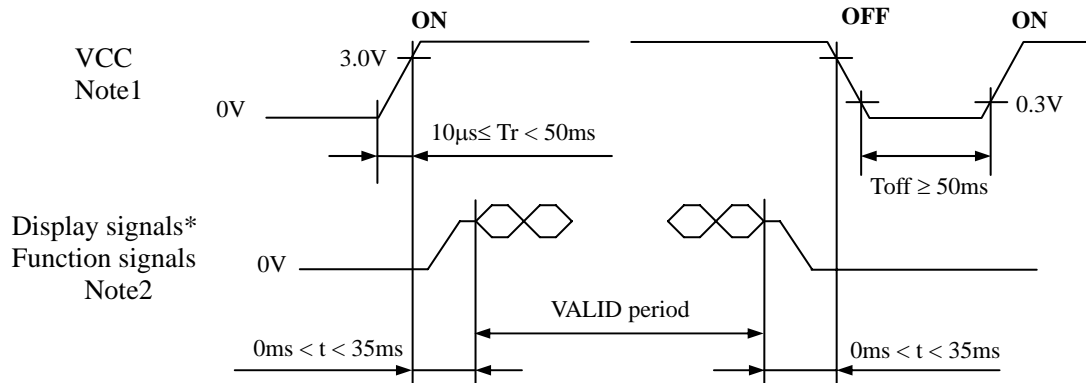 ON
OFF
ON
VCC
Note1
3.0V
0V
0.3V
10μs≤ Tr < 50ms
Toff ≥ 50ms
Display signals*
Function signals
Note2
0V
VALID period
0ms < t < 35ms
0ms < t < 35ms